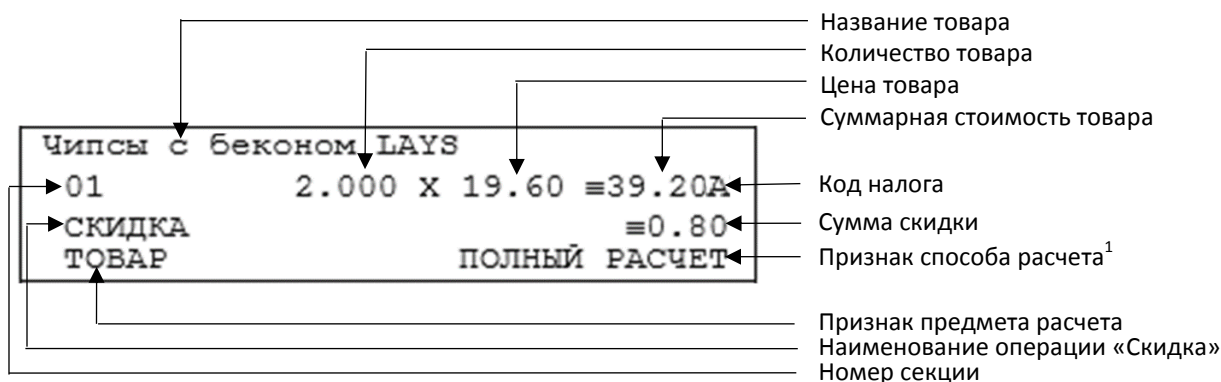 Название товара
Количество товара
Цена товара
Суммарная стоимость товара
Чипсы с беконом LAYS
01 2.000 X 19.60 ≡39.20А
Код налога
СКИДКА ≡0.80
Сумма скидки
ТОВАР ПОЛНЫЙ РАСЧЕТ
Признак способа расчета¹
Признак предмета расчета
Наименование операции «Скидка»
Номер секции